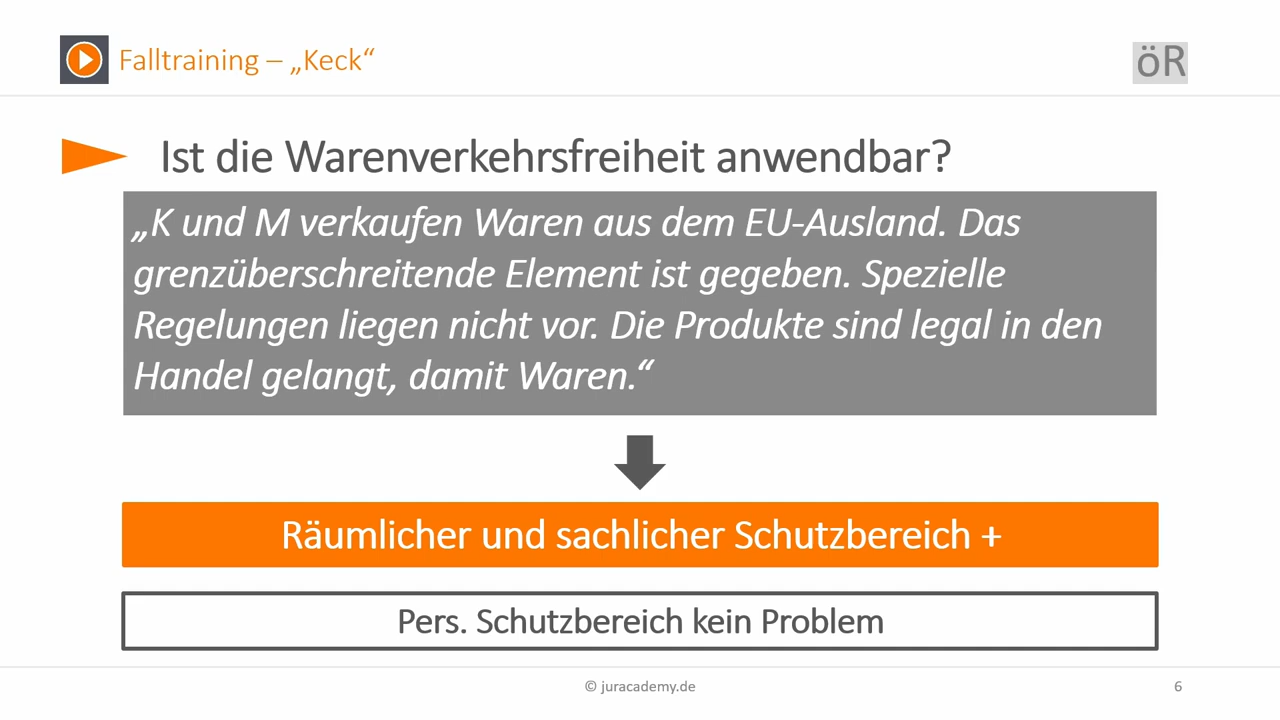 Falltraining – „Keck“
öR
Ist die Warenverkehrsfreiheit anwendbar?
„K und M verkaufen Waren aus dem EU-Ausland. Das
grenzüberschreitende Element ist gegeben. Spezielle
Regelungen liegen nicht vor. Die Produkte sind legal in den
Handel gelangt, damit Waren.“
Räumlicher und sachlicher Schutzbereich +
Pers. Schutzbereich kein Problem
© juracademy.de
6